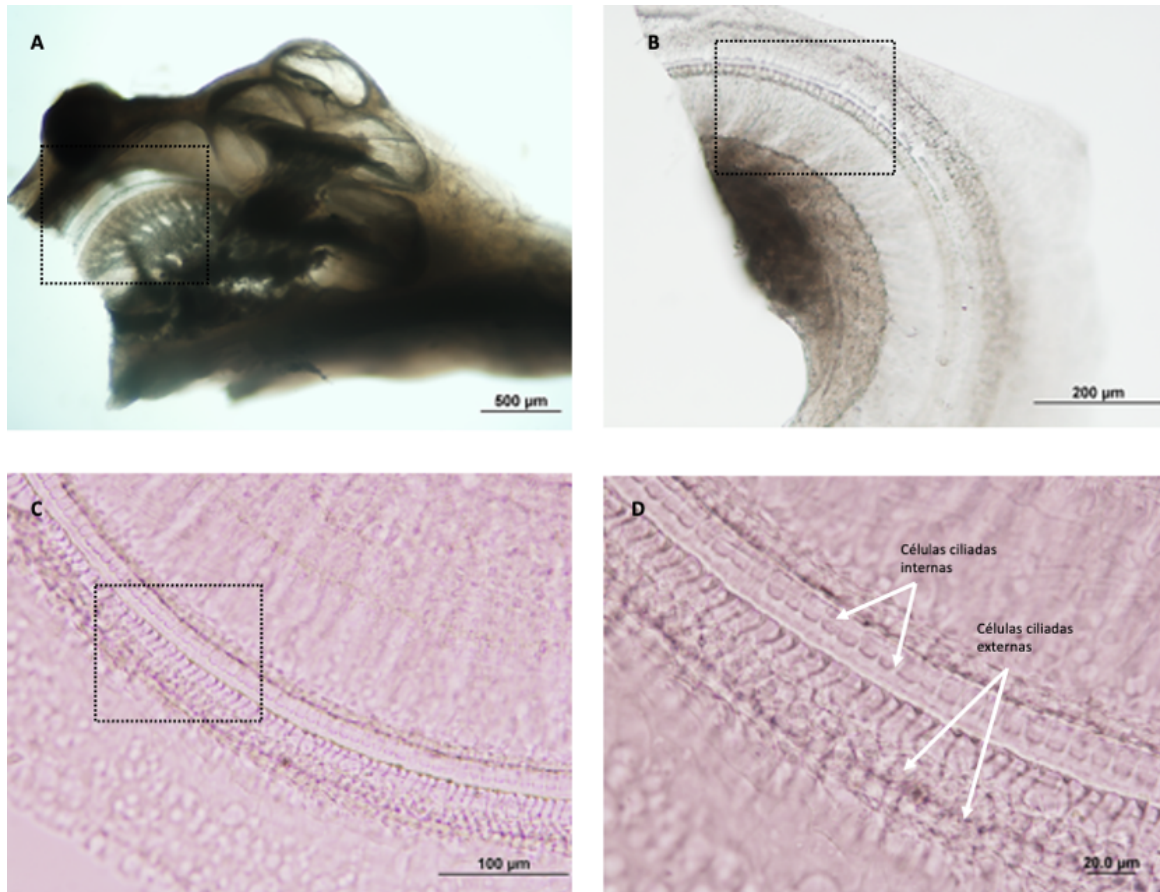 A
500 µm
B
200 µm
C
100 µm
D
Células ciliadas
internas
Células ciliadas
externas
20.0 µm